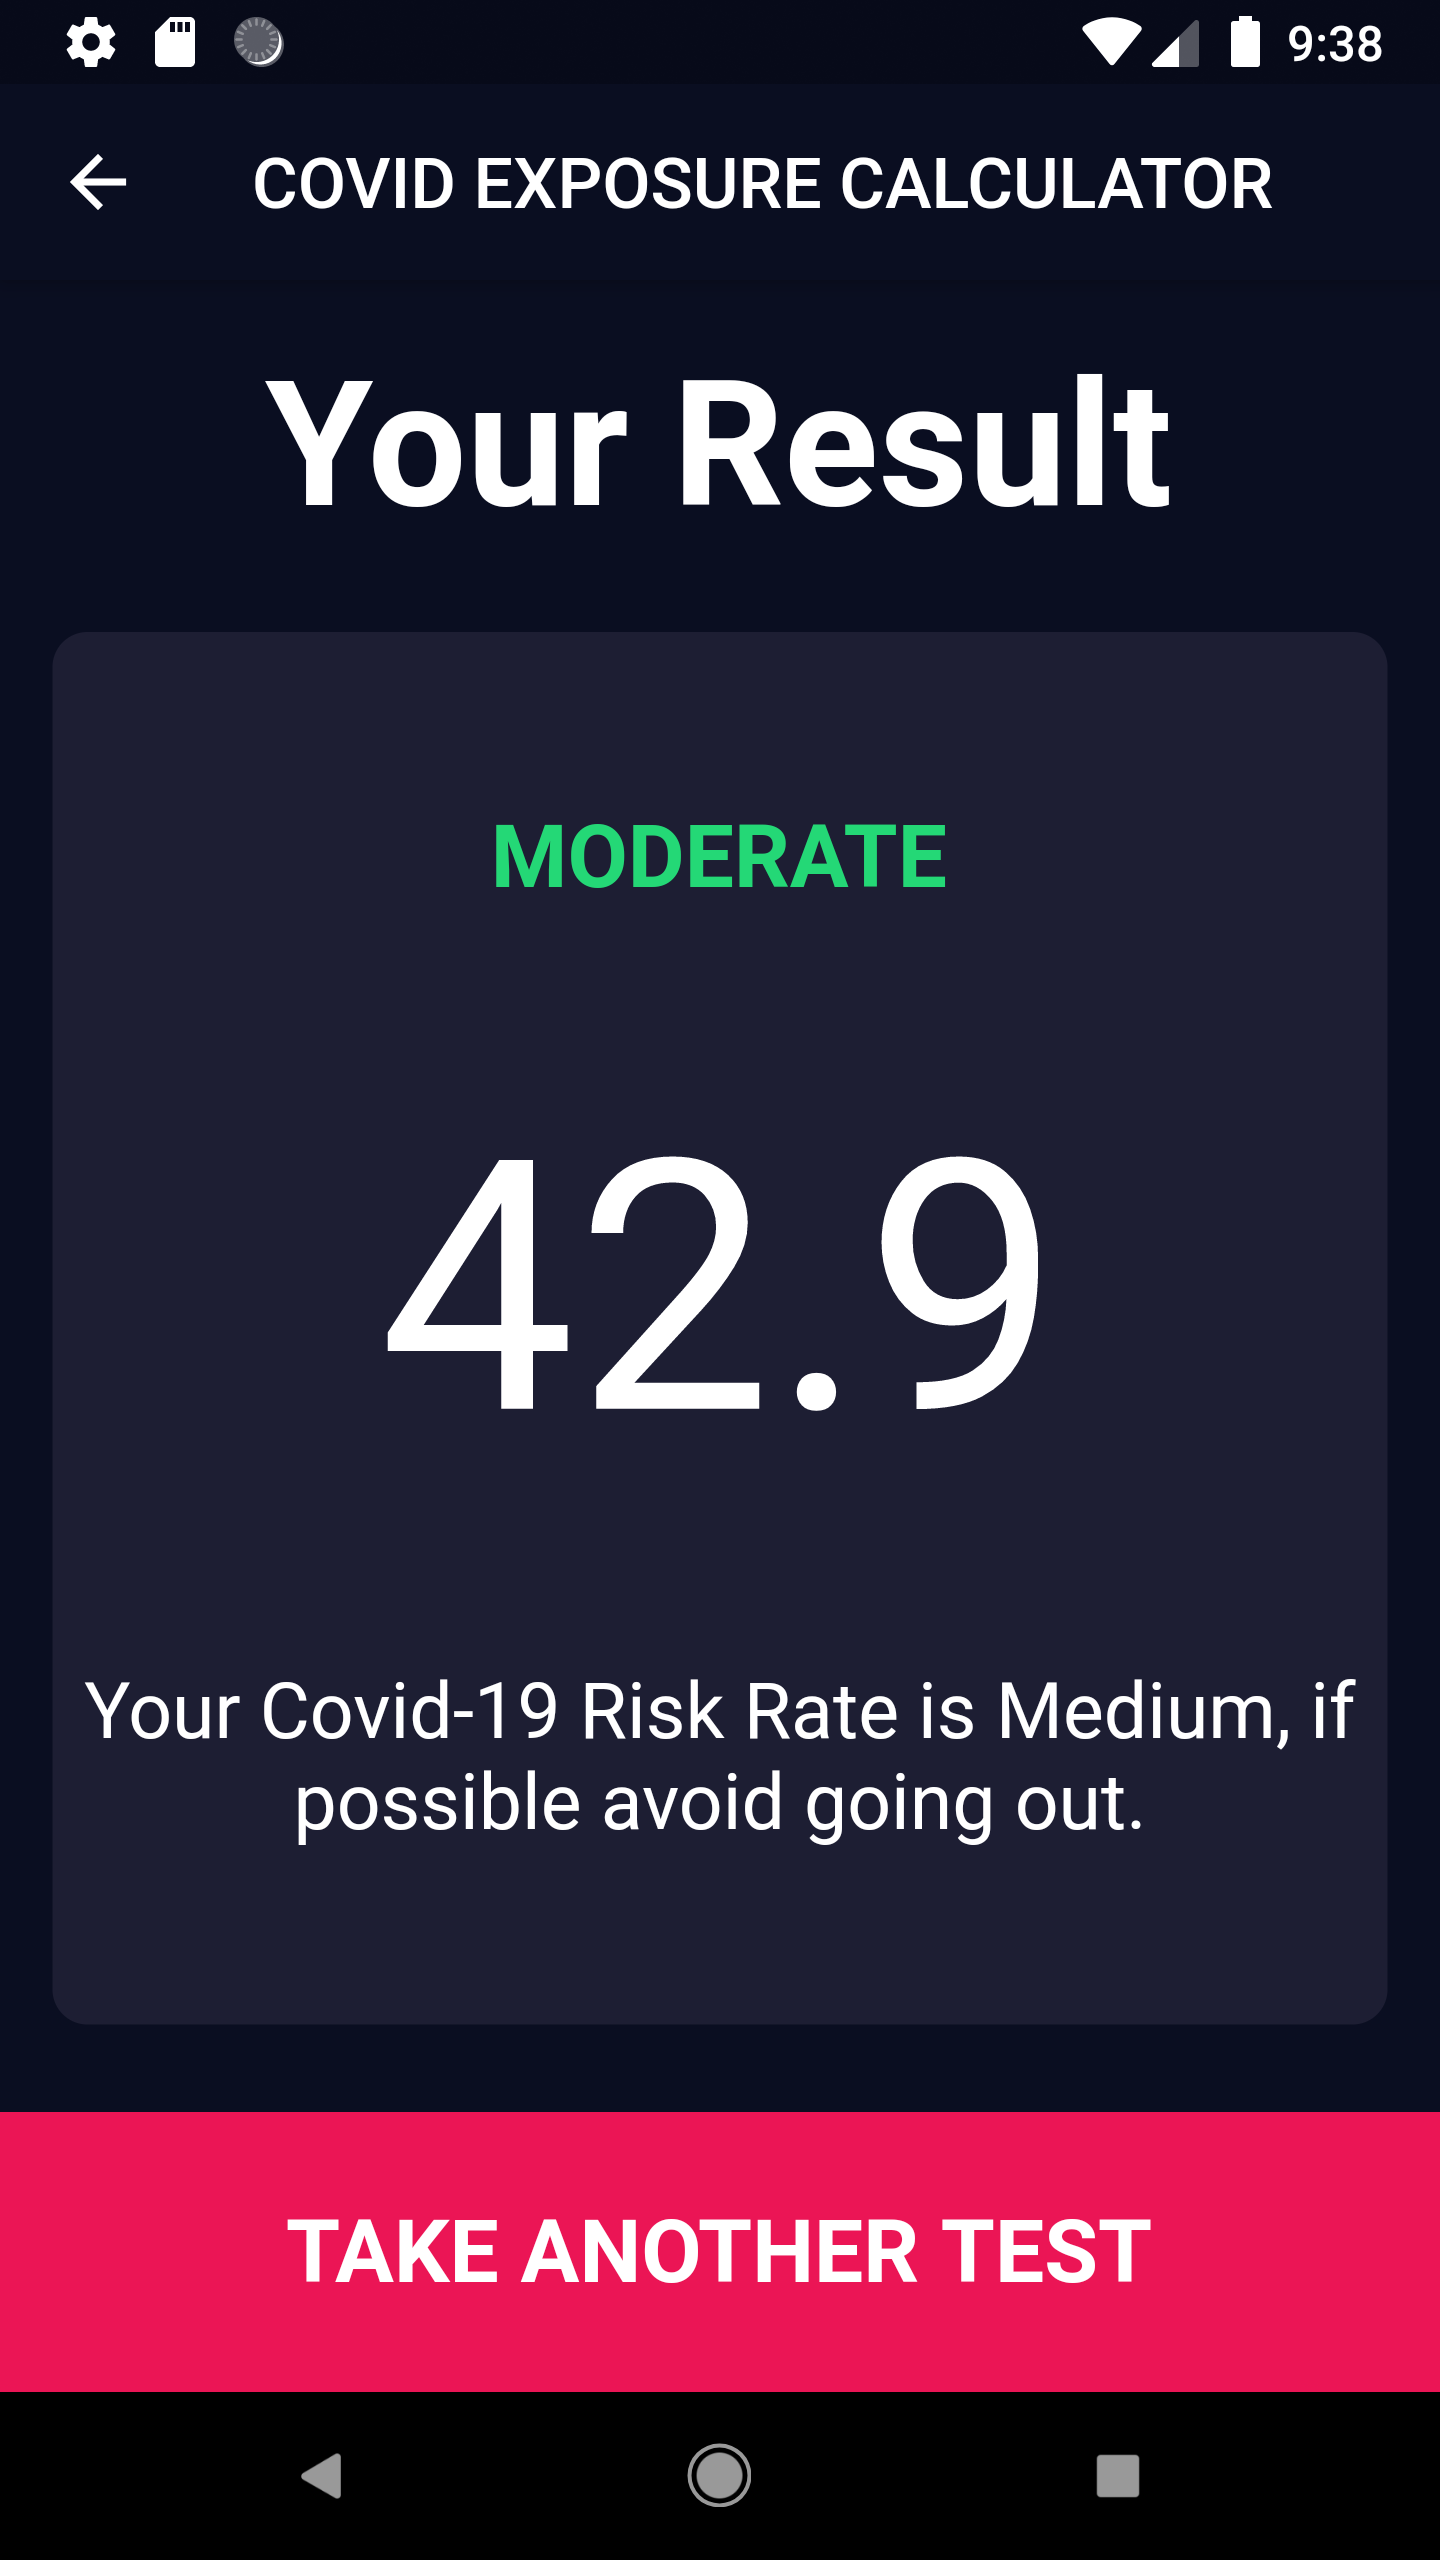 9:38
COVID EXPOSURE CALCULATOR
Your Result
MODERATE
42.9
Your Covid-19 Risk Rate is Medium, if
possible avoid going out.
TAKE ANOTHER TEST